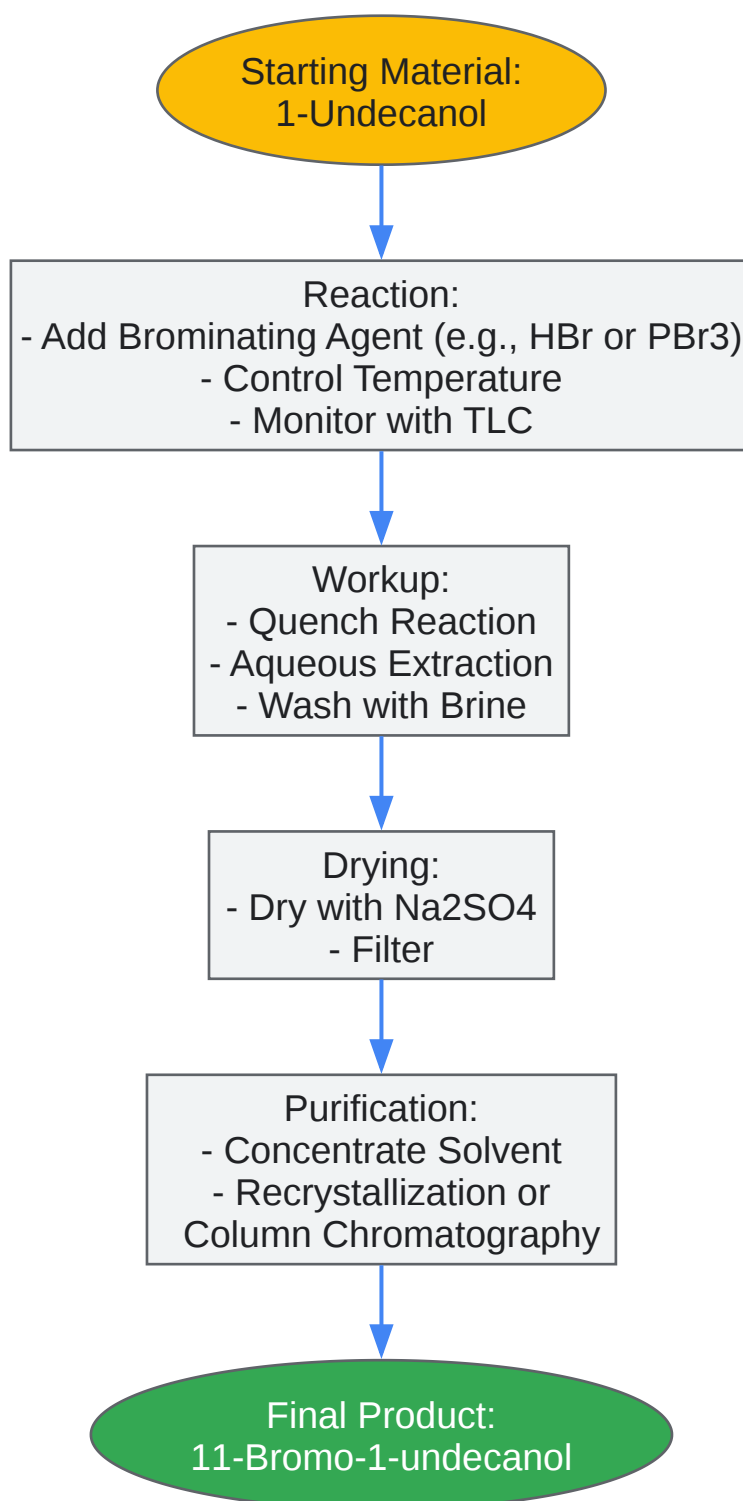 Starting Material:
1-Undecanol
Reaction:
- Add Brominating Agent (e.g., HBr or PBr3)
- Control Temperature
- Monitor with TLC
Workup:
- Quench Reaction
- Aqueous Extraction
- Wash with Brine
Drying:
- Dry with Na2SO4
- Filter
Purification:
- Concentrate Solvent
- Recrystallization or
Column Chromatography
Final Product:
11-Bromo-1-undecanol